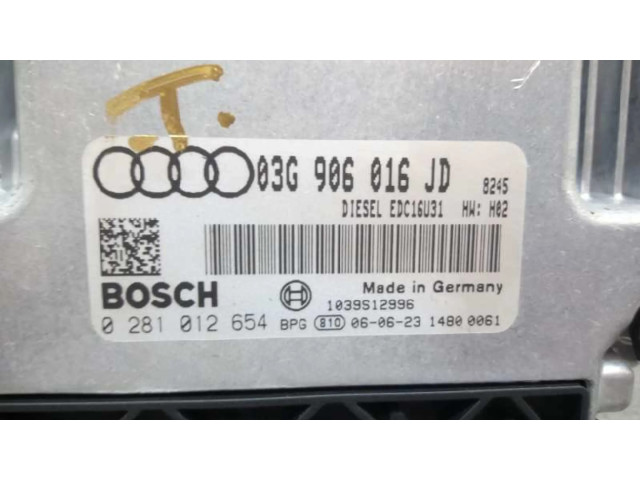 T.
03G 906 016 JD 8245
DIESEL EDC16U31 HW: H02
BOSCH Made in Germany
1039S12996
0 281 012 654 BPG 810 06-06-23 1480 0061